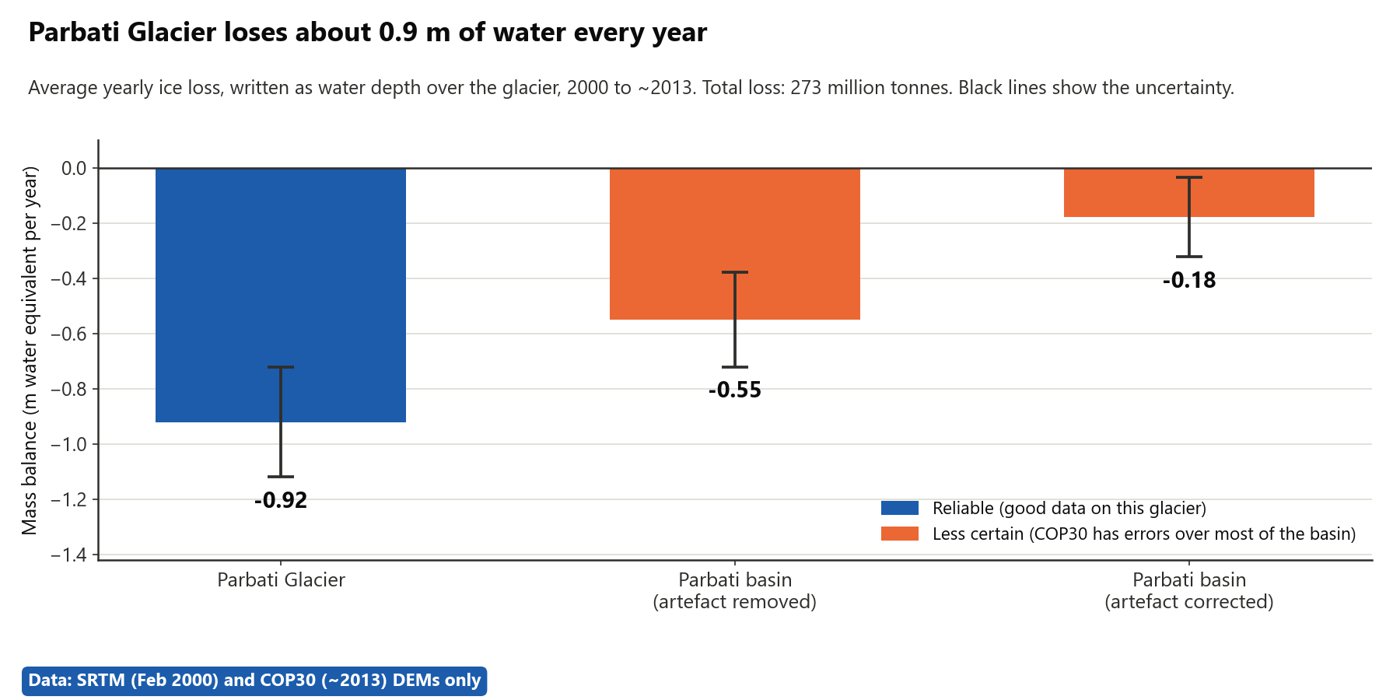 Parbati Glacier loses about 0.9 m of water every year
Average yearly ice loss, written as water depth over the glacier, 2000 to ~2013. Total loss: 273 million tonnes. Black lines show the uncertainty.
Mass balance (m water equivalent per year)
0.0
−0.2
−0.4
−0.6
−0.8
−1.0
−1.2
−1.4
-0.92
-0.55
-0.18
Reliable (good data on this glacier)
Less certain (COP30 has errors over most of the basin)
Parbati Glacier
Parbati basin
(artefact removed)
Parbati basin
(artefact corrected)
Data: SRTM (Feb 2000) and COP30 (~2013) DEMs only